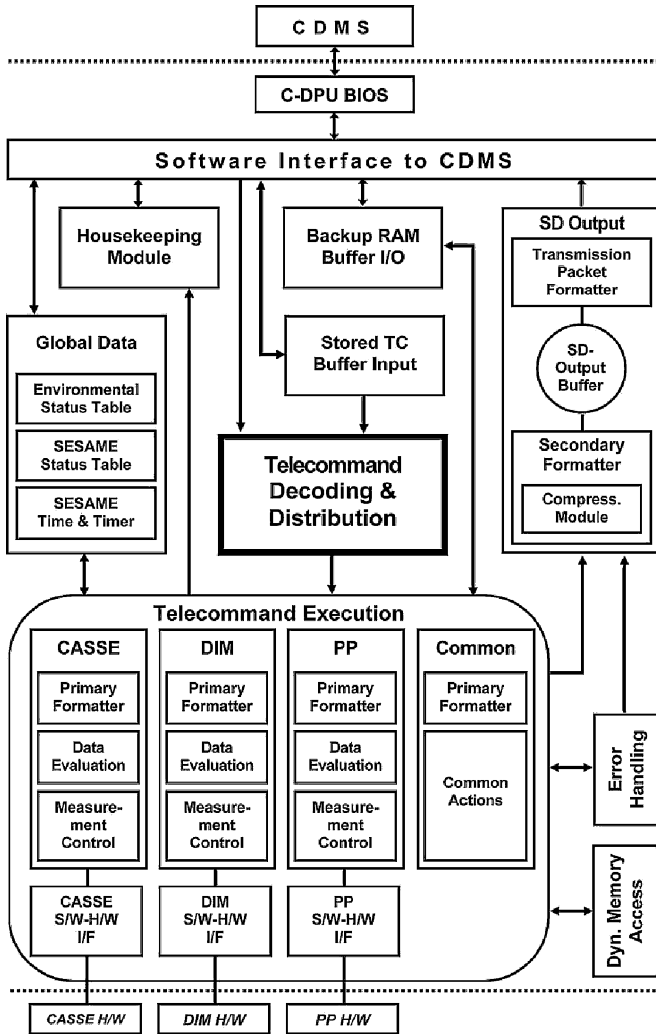 C D M S
C-DPU BIOS
Software Interface to CDMS
Housekeeping
Module
Backup RAM
Buffer I/O
SD Output
Transmission
Packet
Formatter
SD-
Output
Buffer
Secondary
Formatter
Compress.
Module
Global Data
Environmental
Status Table
SESAME
Status Table
SESAME
Time & Timer
Stored TC
Buffer Input
Telecommand
Decoding &
Distribution
Telecommand Execution
CASSE
Primary
Formatter
Data
Evaluation
Measure-
ment
Control
CASSE
S/W-H/W
I/F
CASSE H/W
DIM
Primary
Formatter
Data
Evaluation
Measure-
ment
Control
DIM
S/W-H/W
I/F
DIM H/W
PP
Primary
Formatter
Data
Evaluation
Measure-
ment
Control
PP
S/W-H/W
I/F
PP H/W
Common
Primary
Formatter
Common
Actions
Error
Handling
Dyn. Memory
Access